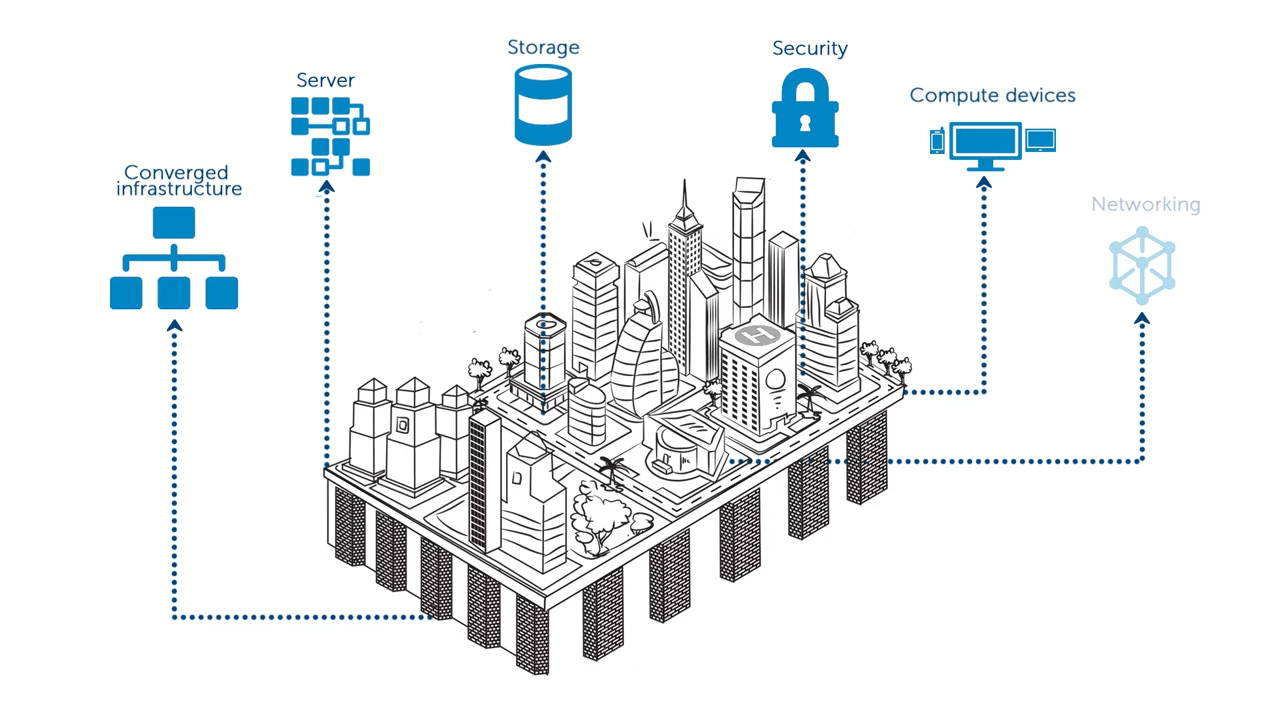 Storage
Security
Server
Compute devices
Converged
infrastructure
Networking
H